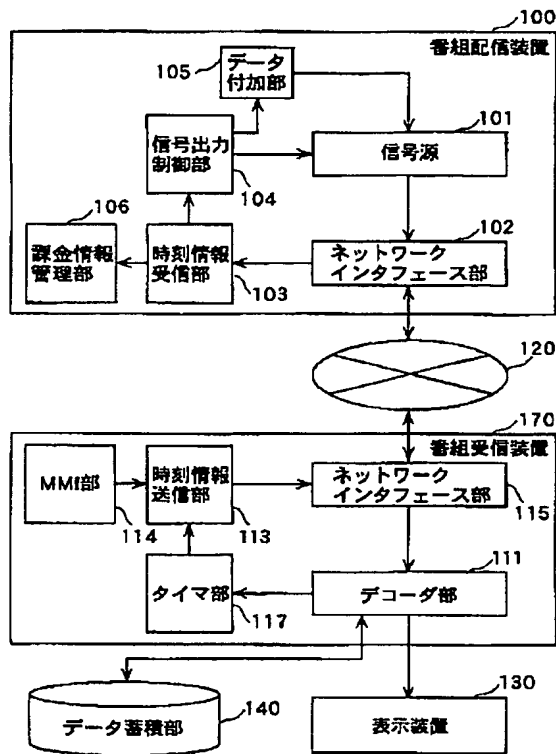 100
番組配信装置
105
データ
付加部
101
信号出力
制御部
信号源
104
106
102
課金情報
管理部
時刻情報
受信部
ネットワーク
インタフェース部
103
120
170
番組受信装置
MMI部
時刻情報
送信部
ネットワーク
インタフェース部
114
113
115
111
タイマ部
デコーダ部
117
130
データ蓄積部
140
表示装置